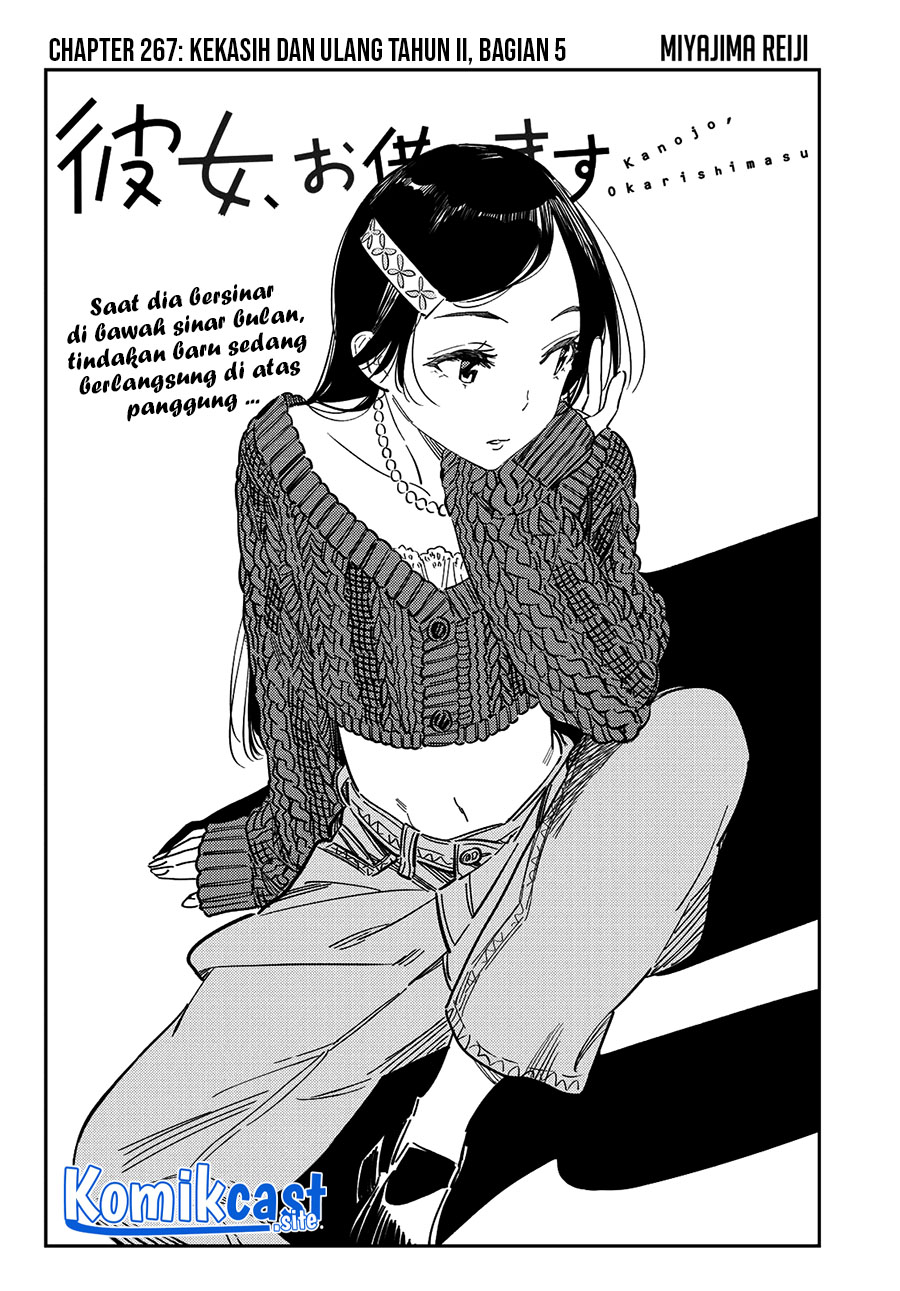 CHAPTER 267: KEKASIH DAN ULANG TAHUN II, BAGIAN 5
MIYAJIMA REIJI
彼女、お借します
Kanojo,
Okarishimasu
Saat dia bersinar
di bawah sinar bulan,
tindakan baru sedang
berlangsung di atas
panggung ...
Komikcast
.site